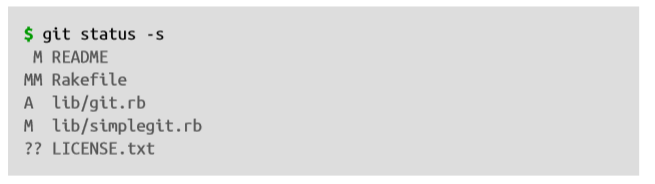 $ git status -s
 M README
MM Rakefile
A  lib/git.rb
M  lib/simplegit.rb
?? LICENSE.txt